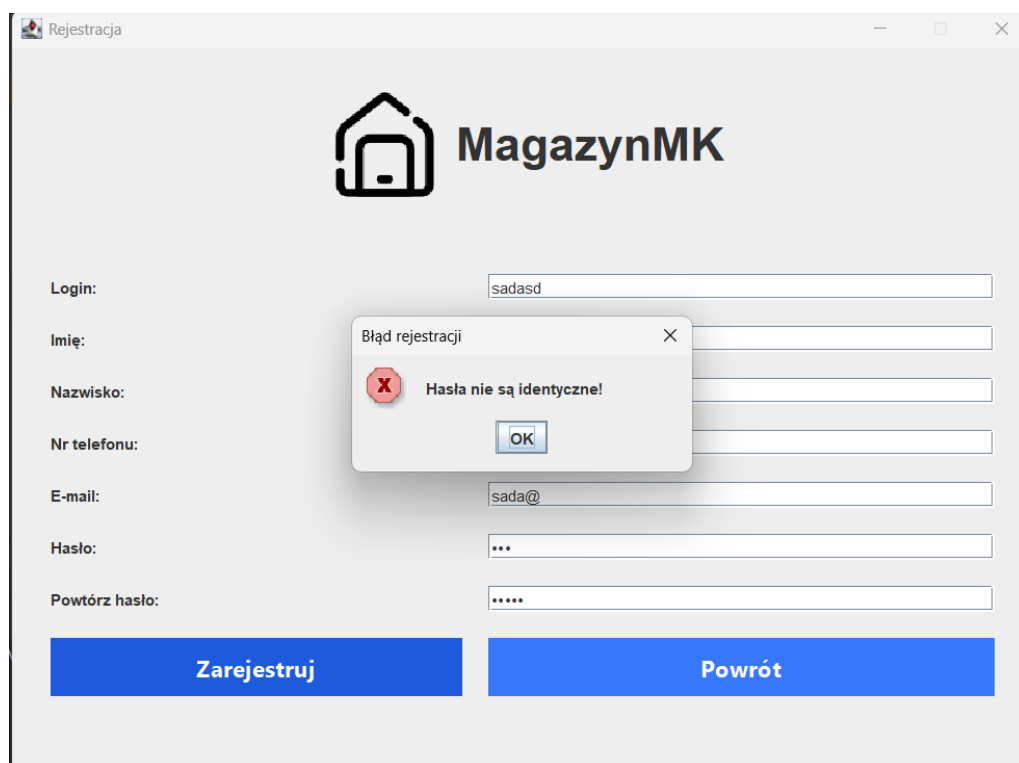 Rejestracja
MagazynMK
Login:
sadasd
Imię:
Nazwisko:
Nr telefonu:
Błąd rejestracji
Hasła nie są identyczne!
OK
E-mail:
sada@
Hasło:
•••
Powtórz hasło:
•••••
Zarejestruj
Powrót